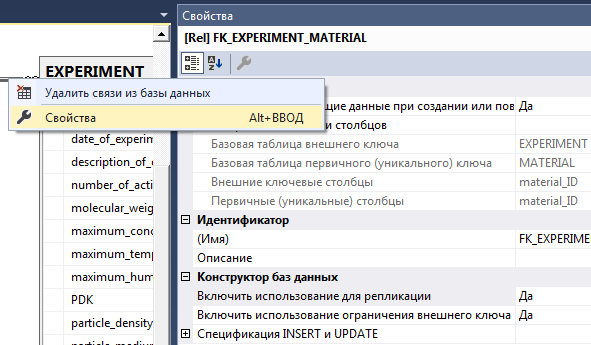 EXPERIMENT
Удалить связи из базы данных
Свойства Alt+ВВОД
date_of_experim
description_of_
number_of_acti
molecular_weig
maximum_conc
maximum_temp
maximum_hum
PDK
particle_density
Свойства
[Rel] FK_EXPERIMENT_MATERIAL
щие данные при создании или пов Да
и столбцов
Базовая таблица внешнего ключа EXPERIMENT
Базовая таблица первичного (уникального) ключа MATERIAL
Внешние ключевые столбцы material_ID
Первичные (уникальные) столбцы material_ID
Идентификатор
(Имя) FK_EXPERIME
Описание
Конструктор баз данных
Включить использование для репликации Да
Включить использование ограничения внешнего ключа Да
Спецификация INSERT и UPDATE